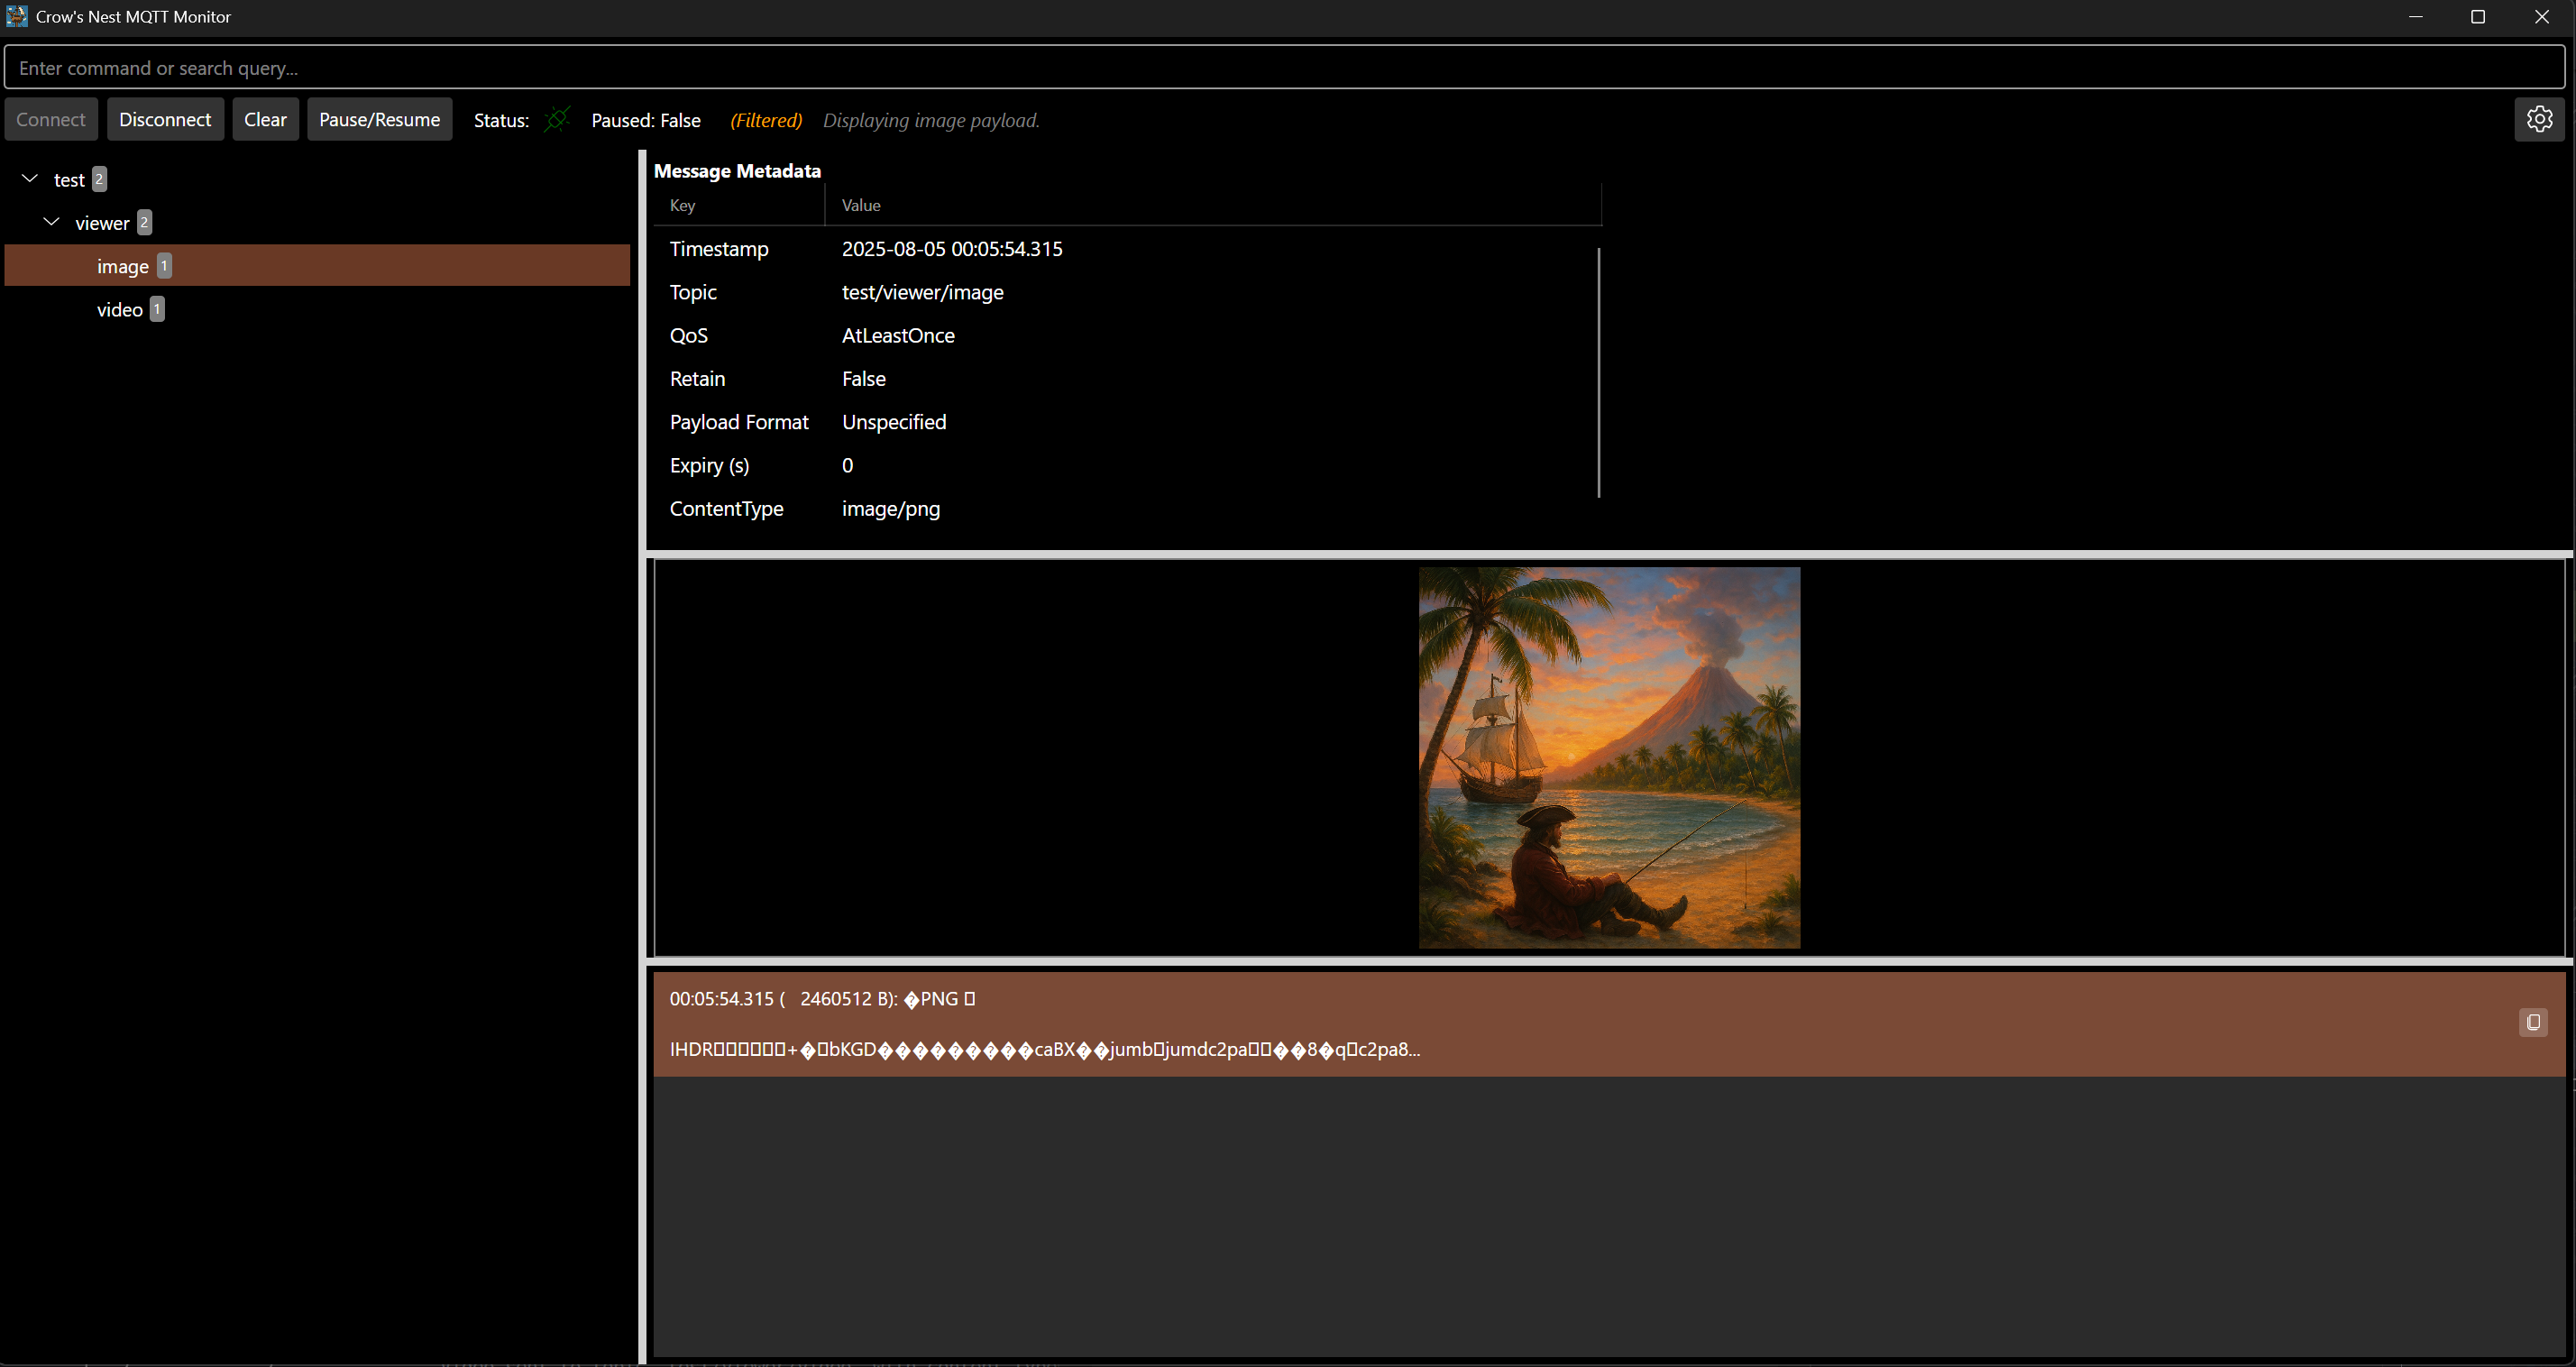 Crow's Nest MQTT Monitor
Enter command or search query...
Connect Disconnect Clear Pause/Resume Status: Paused: False (Filtered) Displaying image payload.
test 2
viewer 2
image 1
video 1
Message Metadata
Key Value
Timestamp 2025-08-05 00:05:54.315
Topic test/viewer/image
QoS AtLeastOnce
Retain False
Payload Format Unspecified
Expiry (s) 0
ContentType image/png
00:05:54.315 ( 2460512 B): �PNG ▯
IHDR▯▯▯▯▯▯+�▯bKGD����������caBX��jumb▯jumdc2pa▯▯��8�q▯c2pa8...